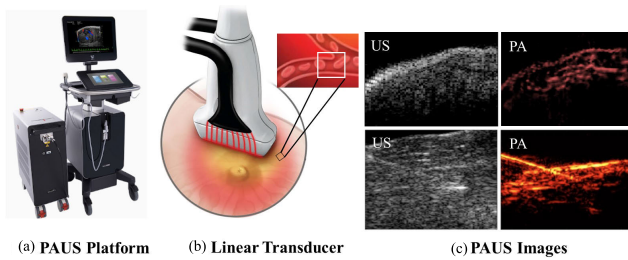 US
PA
US
PA
(a) PAUS Platform
(b) Linear Transducer
(c) PAUS Images